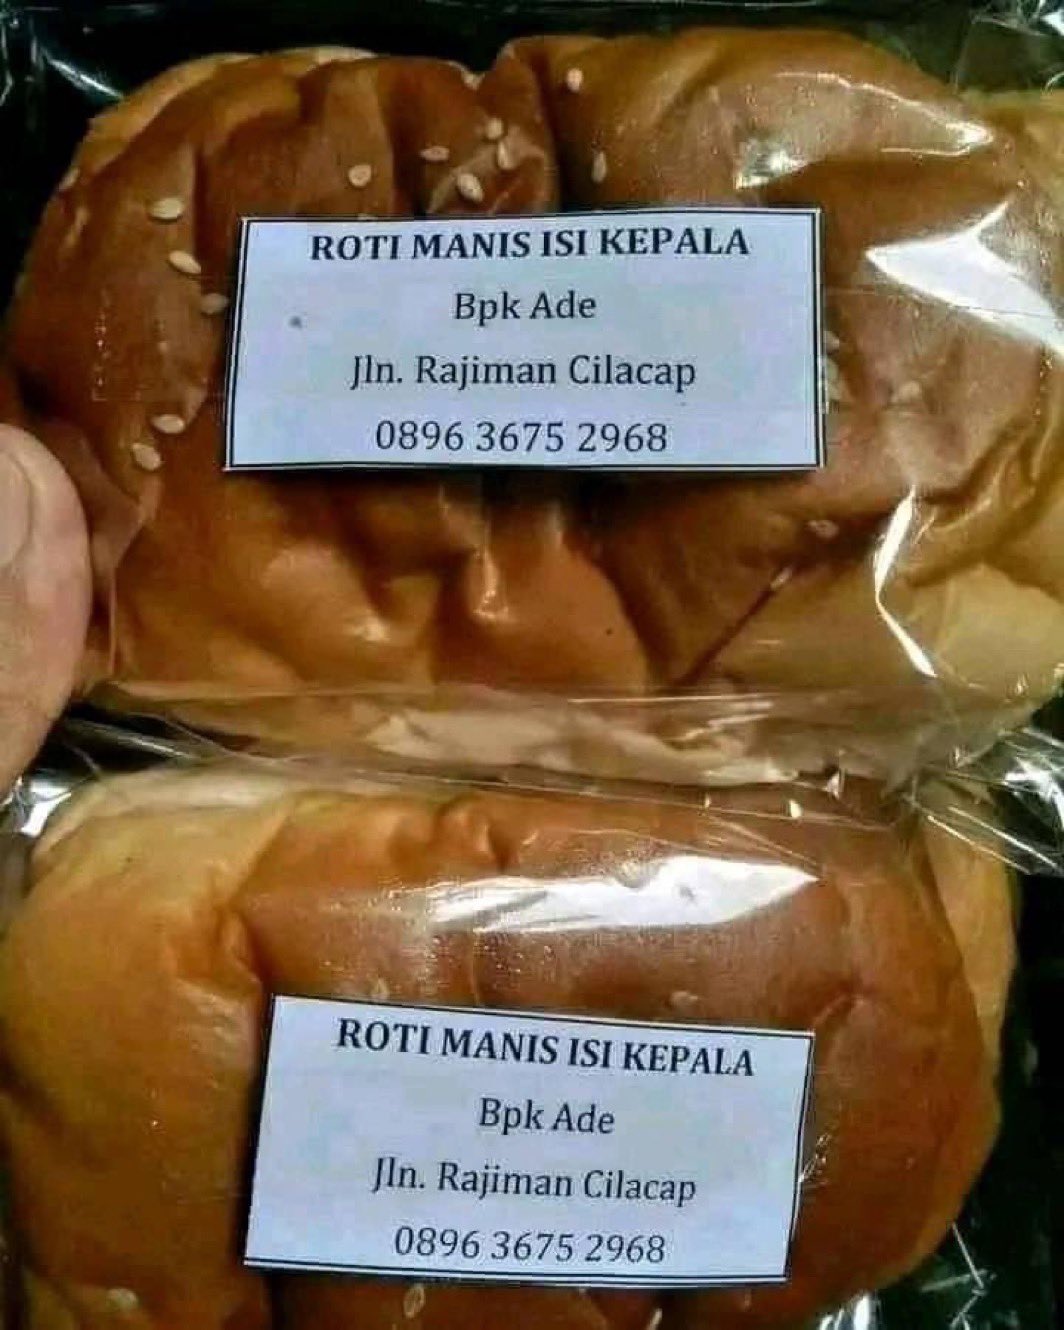 ROTI MANIS ISI KEPALA
Bpk Ade
Jln. Rajiman Cilacap
0896 3675 2968
ROTI MANIS ISI KEPALA
Bpk Ade
Jln. Rajiman Cilacap
0896 3675 2968